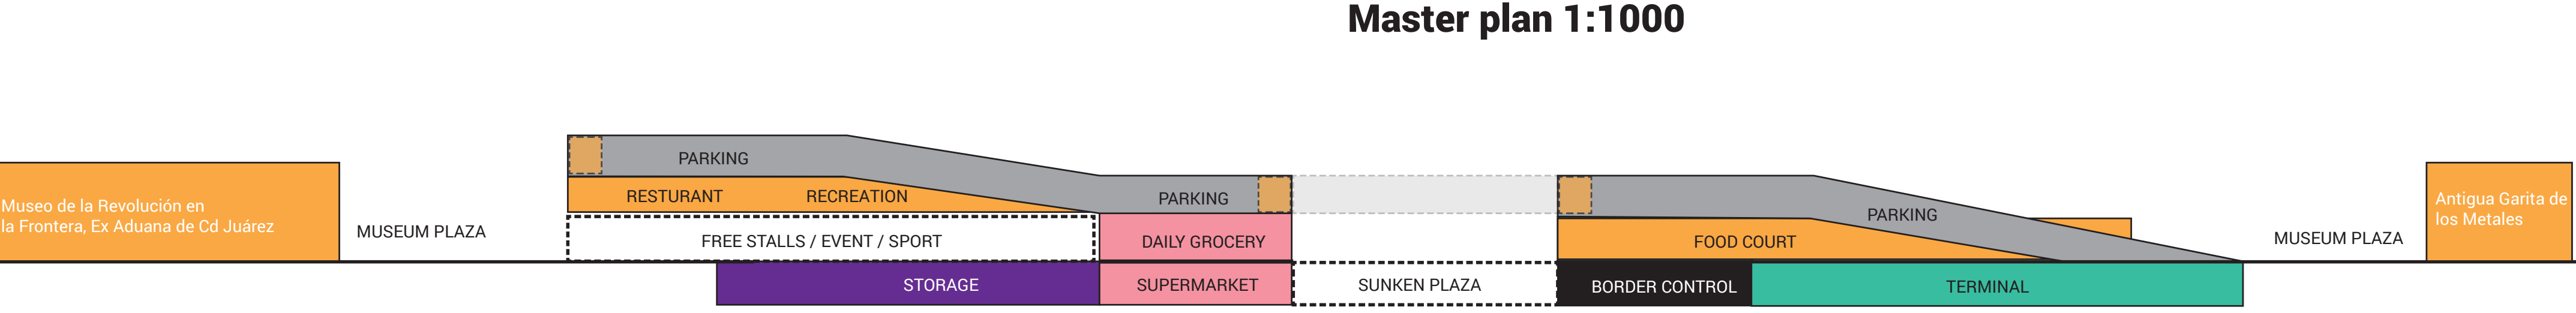 Master plan 1:1000
PARKING
RESTURANT RECREATION
PARKING
PARKING
Museo de la Revolución en
la Frontera, Ex Aduana de Cd Juárez
MUSEUM PLAZA
FREE STALLS / EVENT / SPORT
DAILY GROCERY
FOOD COURT
MUSEUM PLAZA
Antigua Garita de
los Metales
STORAGE
SUPERMARKET
SUNKEN PLAZA
BORDER CONTROL
TERMINAL